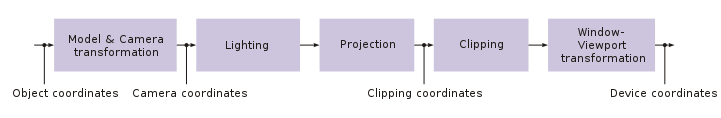 Model & Camera
transformation
Lighting
Projection
Clipping
Window-
Viewport
transformation
Object coordinates
Camera coordinates
Clipping coordinates
Device coordinates